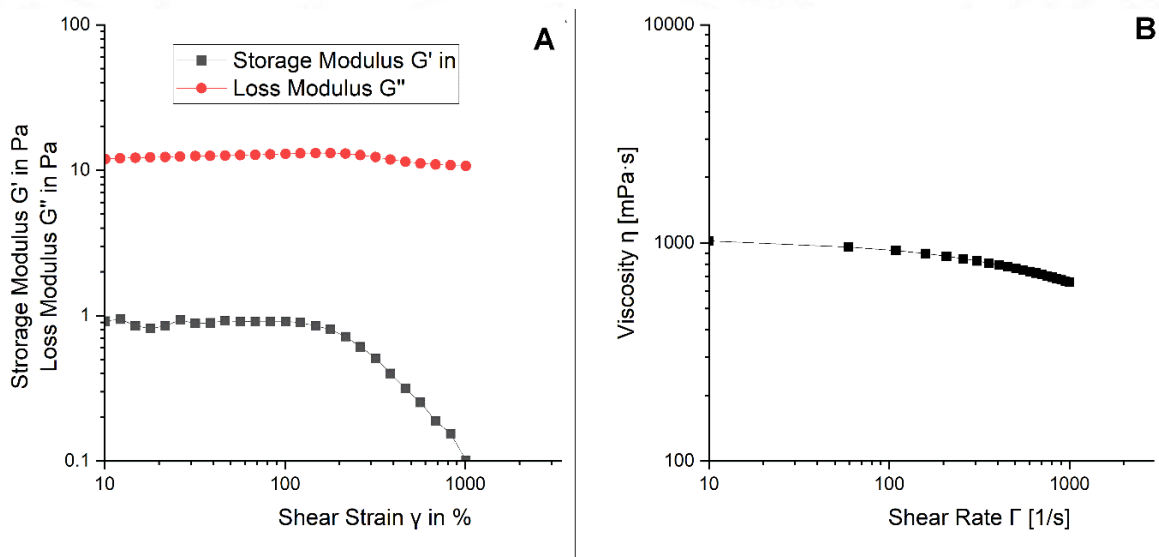 A
100
10
1
0.1
Strorage Modulus G' in Pa
Loss Modulus G'' in Pa
Storage Modulus G' in
Loss Modulus G''
10
100
1000
Shear Strain γ in %
B
10000
1000
100
Viscosity η [mPa·s]
10
100
1000
Shear Rate Γ [1/s]